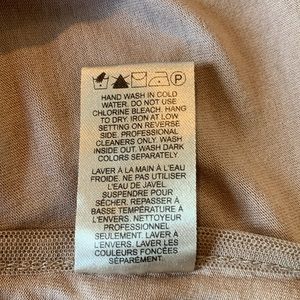 P
HAND WASH IN COLD
WATER. DO NOT USE
CHLORINE BLEACH. HANG
TO DRY. IRON AT LOW
SETTING ON REVERSE
SIDE. PROFESSIONAL
CLEANERS ONLY. WASH
INSIDE OUT. WASH DARK
COLORS SEPARATELY.
LAVER À LA MAIN À L'EAU
FROIDE. NE PAS UTILISER
L'EAU DE JAVEL.
SUSPENDRE POUR
SÉCHER. REPASSER À
BASSE TEMPÉRATURE À
L'ENVERS. NETTOYEUR
PROFESSIONNEL
SEULEMENT. LAVER À
L'ENVERS. LAVER LES
COULEURS FONCÉES
SÉPARÉMENT.